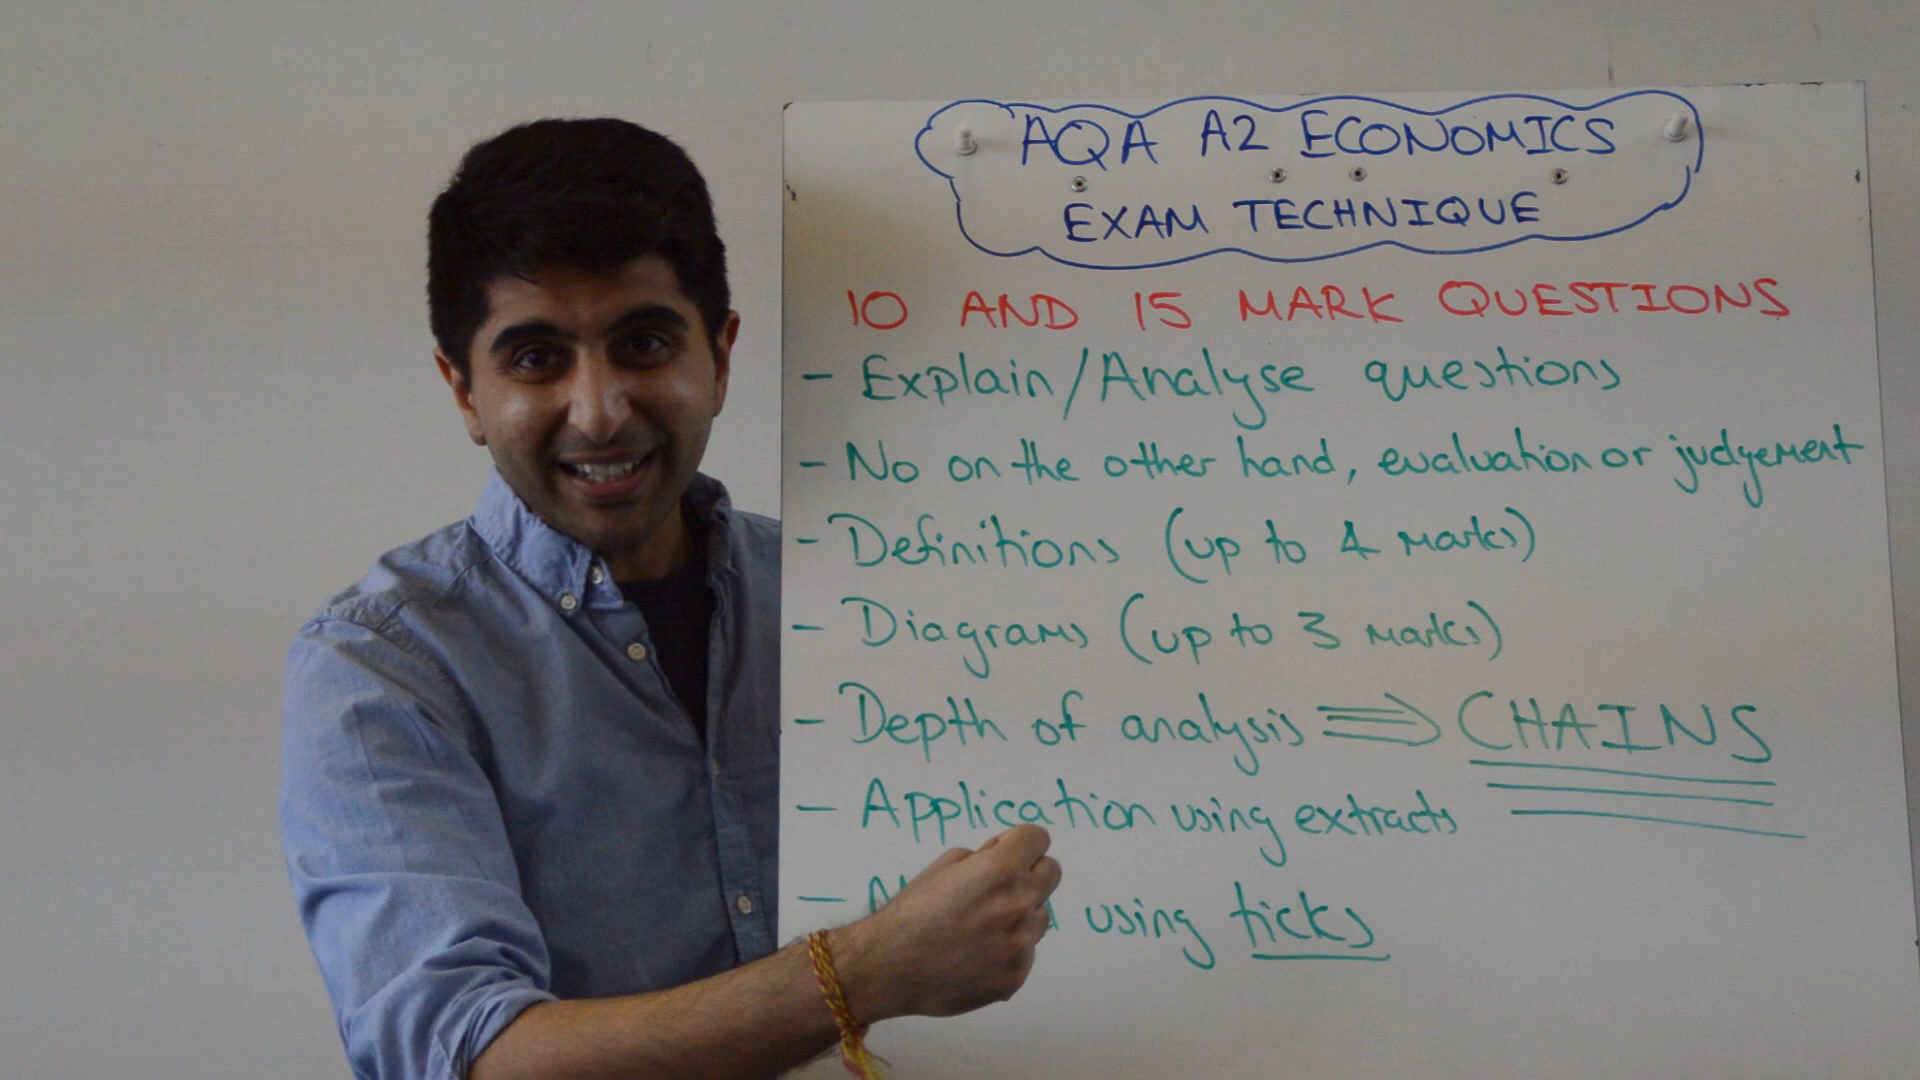 AQA A2 ECONOMICS
EXAM TECHNIQUE
10 AND 15 MARK QUESTIONS
- Explain/Analyse questions
- No on the other hand, evaluation or judgement
- Definitions (up to 4 marks)
- Diagrams (up to 3 marks)
- Depth of analysis ⇒ CHAINS
- Application using extracts
- using ticks